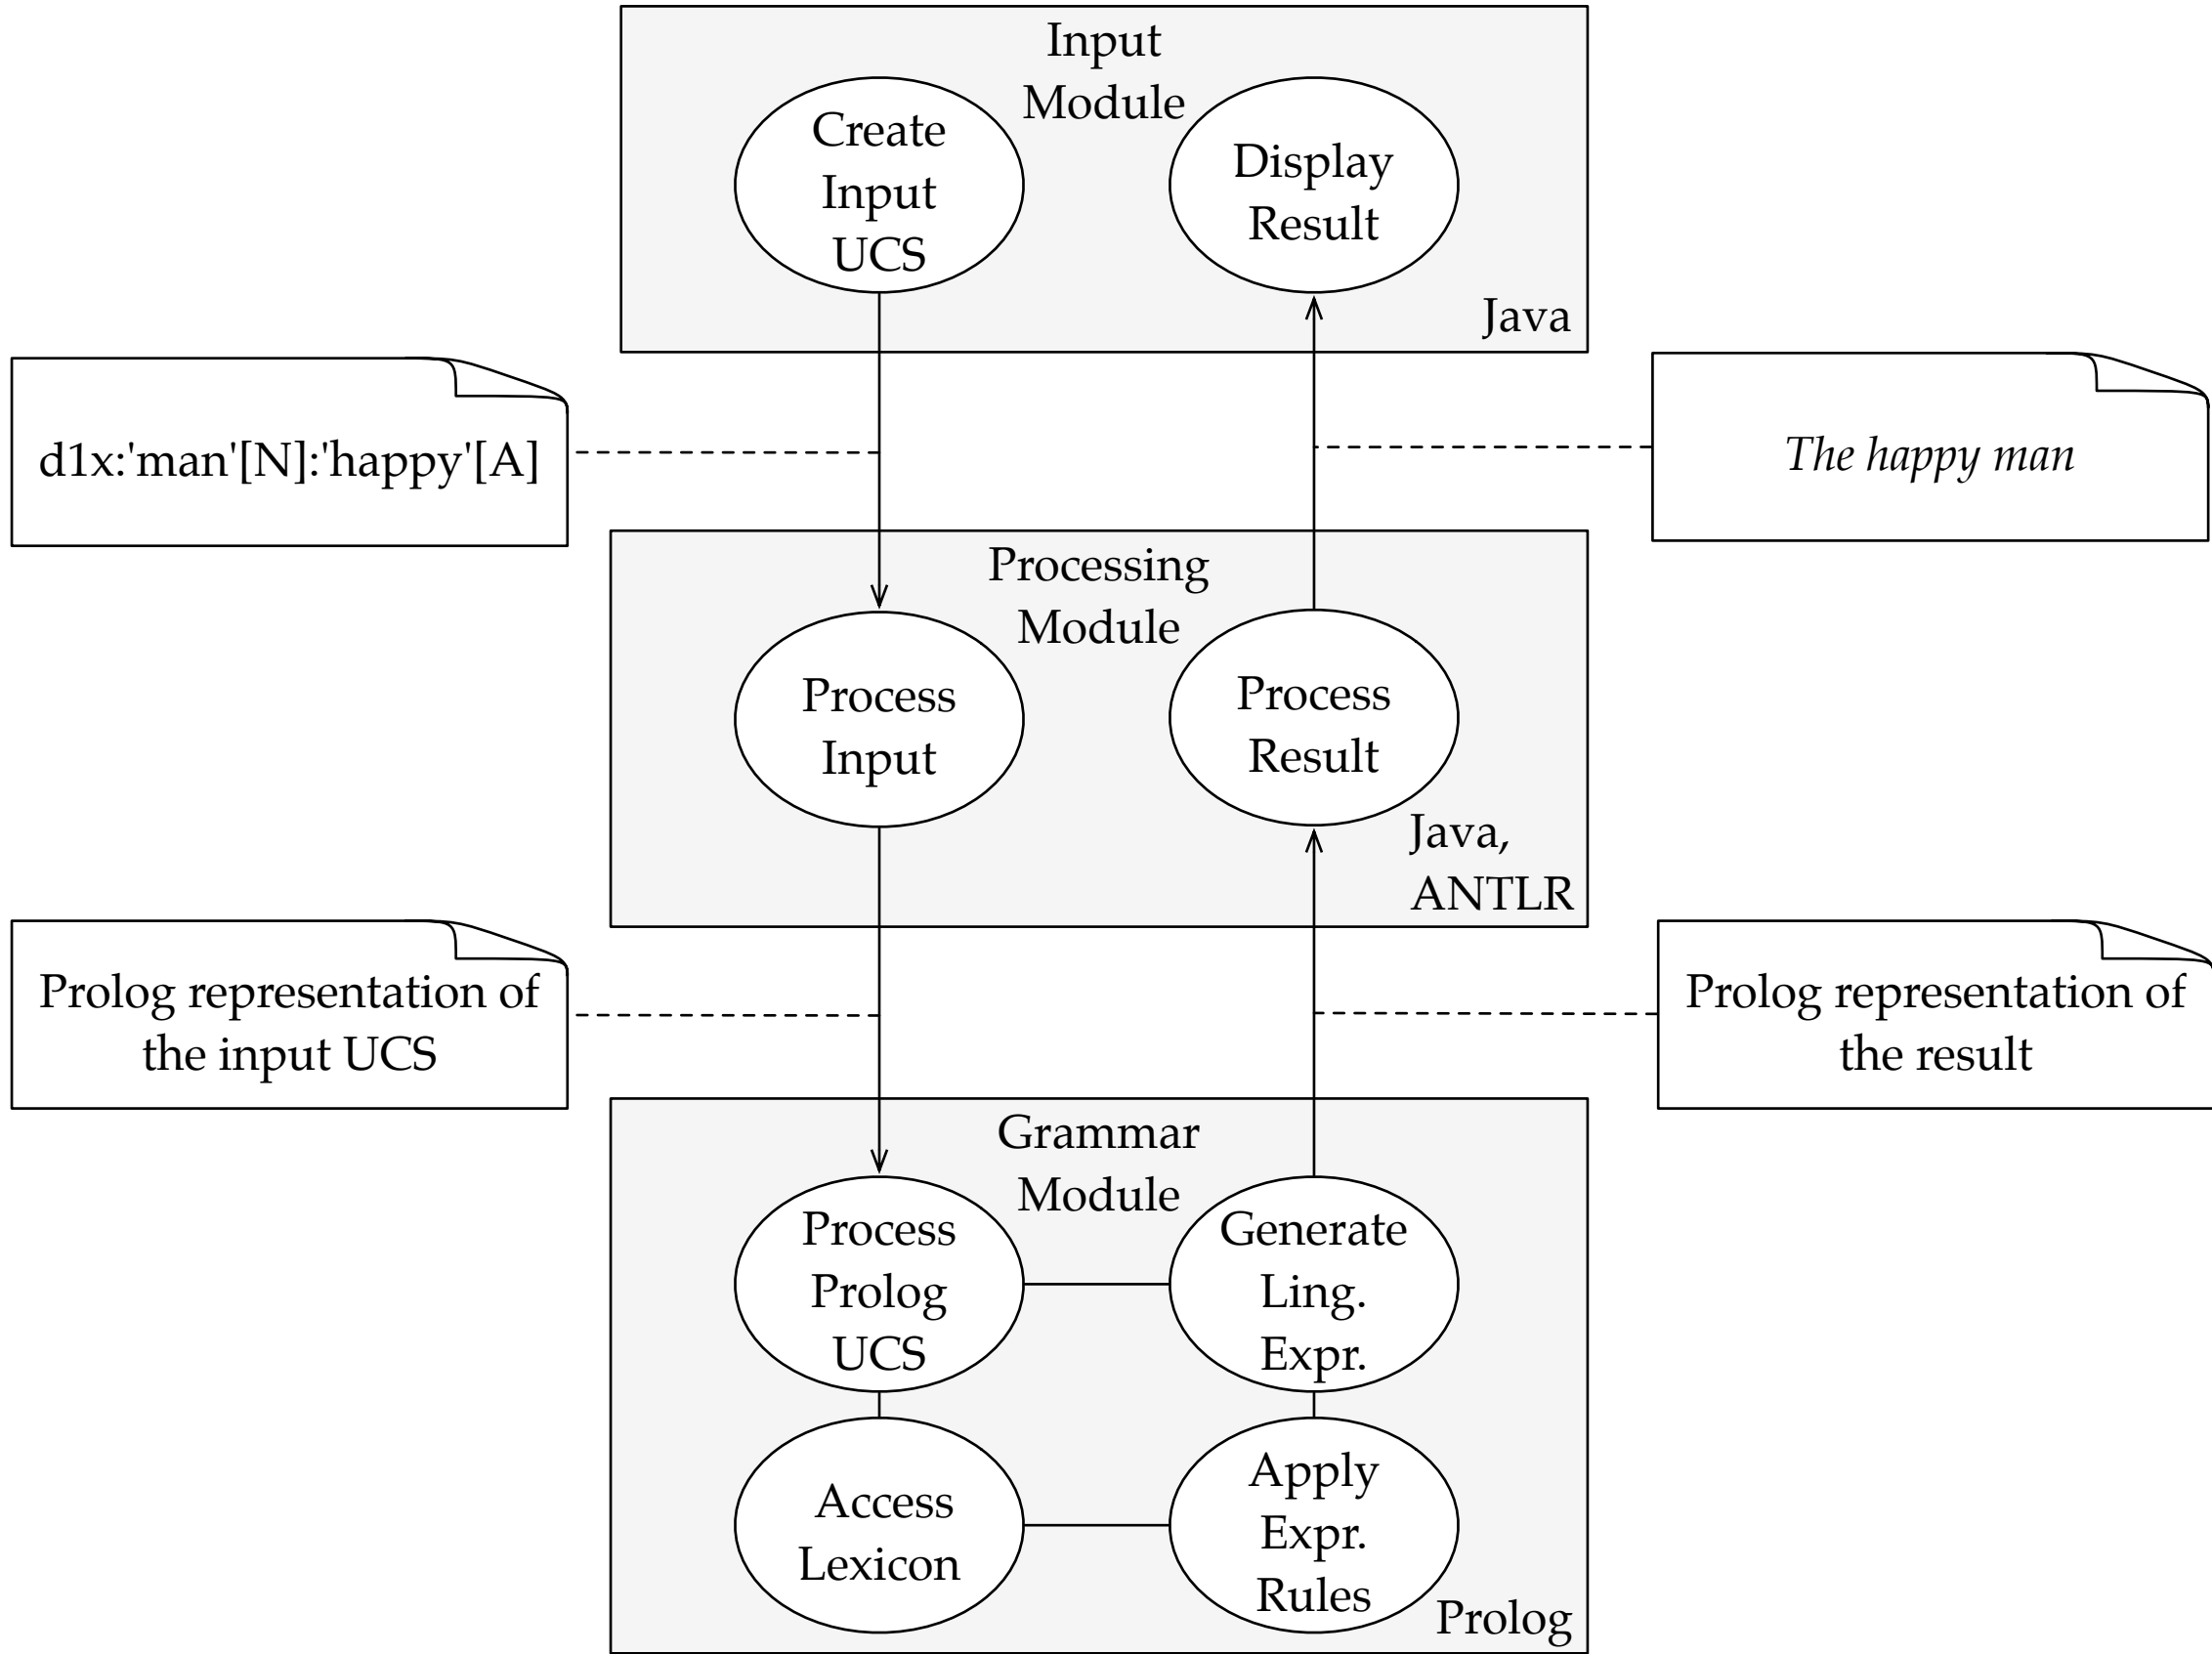 Input
Module
Create
Input
UCS
Display
Result
Java
d1x:'man'[N]:'happy'[A]
The happy man
Processing
Module
Process
Input
Process
Result
Java,
ANTLR
Prolog representation of
the input UCS
Prolog representation of
the result
Grammar
Module
Process
Prolog
UCS
Generate
Ling.
Expr.
Access
Lexicon
Apply
Expr.
Rules
Prolog